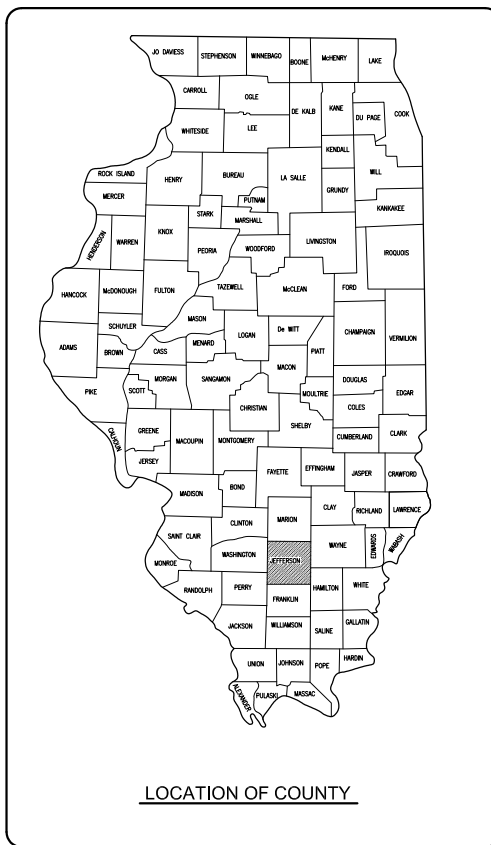 JO DAVIESS
STEPHENSON
WINNEBAGO
BOONE
McHENRY
LAKE
CARROLL
OGLE
DE KALB
KANE
COOK
DU PAGE
WHITESIDE
LEE
KENDALL
WILL
ROCK ISLAND
HENRY
BUREAU
LA SALLE
GRUNDY
MERCER
PUTNAM
KANKAKEE
HENDERSON
WARREN
KNOX
STARK
MARSHALL
PEORIA
WOODFORD
LIVINGSTON
IROQUOIS
HANCOCK
McDONOUGH
FULTON
TAZEWELL
McCLEAN
FORD
SCHUYLER
MASON
LOGAN
De WITT
CHAMPAIGN
VERMILION
ADAMS
BROWN
CASS
MENARD
PIATT
MACON
PIKE
SCOTT
MORGAN
SANGAMON
MOULTRIE
DOUGLAS
EDGAR
CHRISTIAN
COLES
CALHOUN
GREENE
MACOUPIN
MONTGOMERY
SHELBY
CUMBERLAND
CLARK
JERSEY
FAYETTE
EFFINGHAM
JASPER
CRAWFORD
MADISON
BOND
CLAY
RICHLAND
LAWRENCE
CLINTON
MARION
SAINT CLAIR
WASHINGTON
JEFFERSON
WAYNE
EDWARDS
WABASH
MONROE
RANDOLPH
PERRY
HAMILTON
WHITE
FRANKLIN
JACKSON
WILLIAMSON
SALINE
GALLATIN
UNION
JOHNSON
POPE
HARDIN
ALEXANDER
PULASKI
MASSAC
LOCATION OF COUNTY